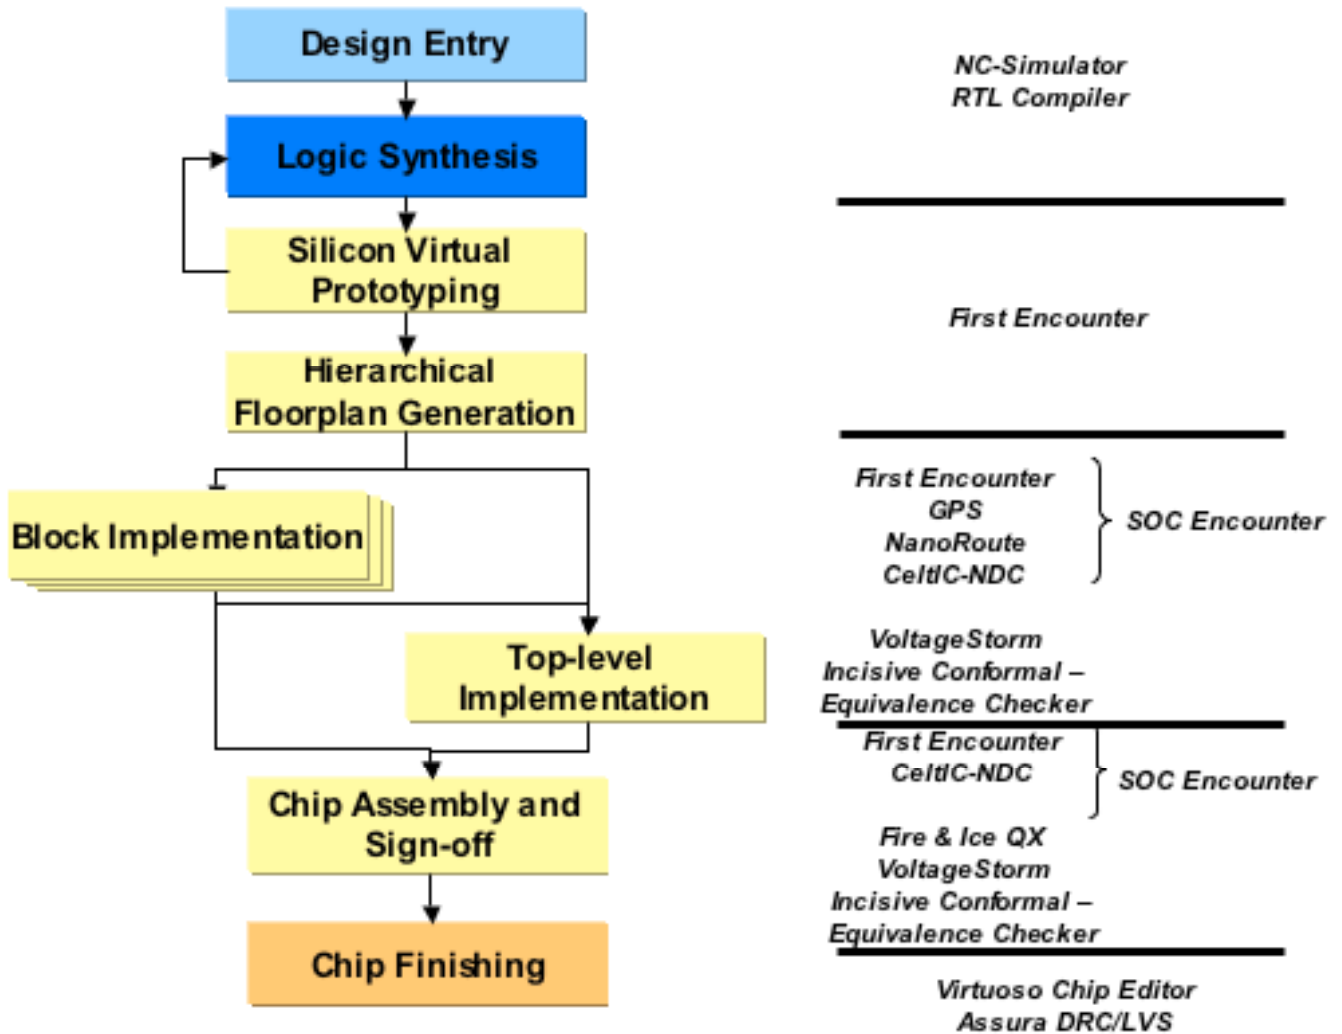 Design Entry
Logic Synthesis
Silicon Virtual
Prototyping
Hierarchical
Floorplan Generation
Block Implementation
Top-level
Implementation
Chip Assembly and
Sign-off
Chip Finishing
NC-Simulator
RTL Compiler
First Encounter
First Encounter
GPS
NanoRoute
CeltIC-NDC
SOC Encounter
VoltageStorm
Incisive Conformal –
Equivalence Checker
First Encounter
CeltIC-NDC
SOC Encounter
Fire & Ice QX
VoltageStorm
Incisive Conformal –
Equivalence Checker
Virtuoso Chip Editor
Assura DRC/LVS